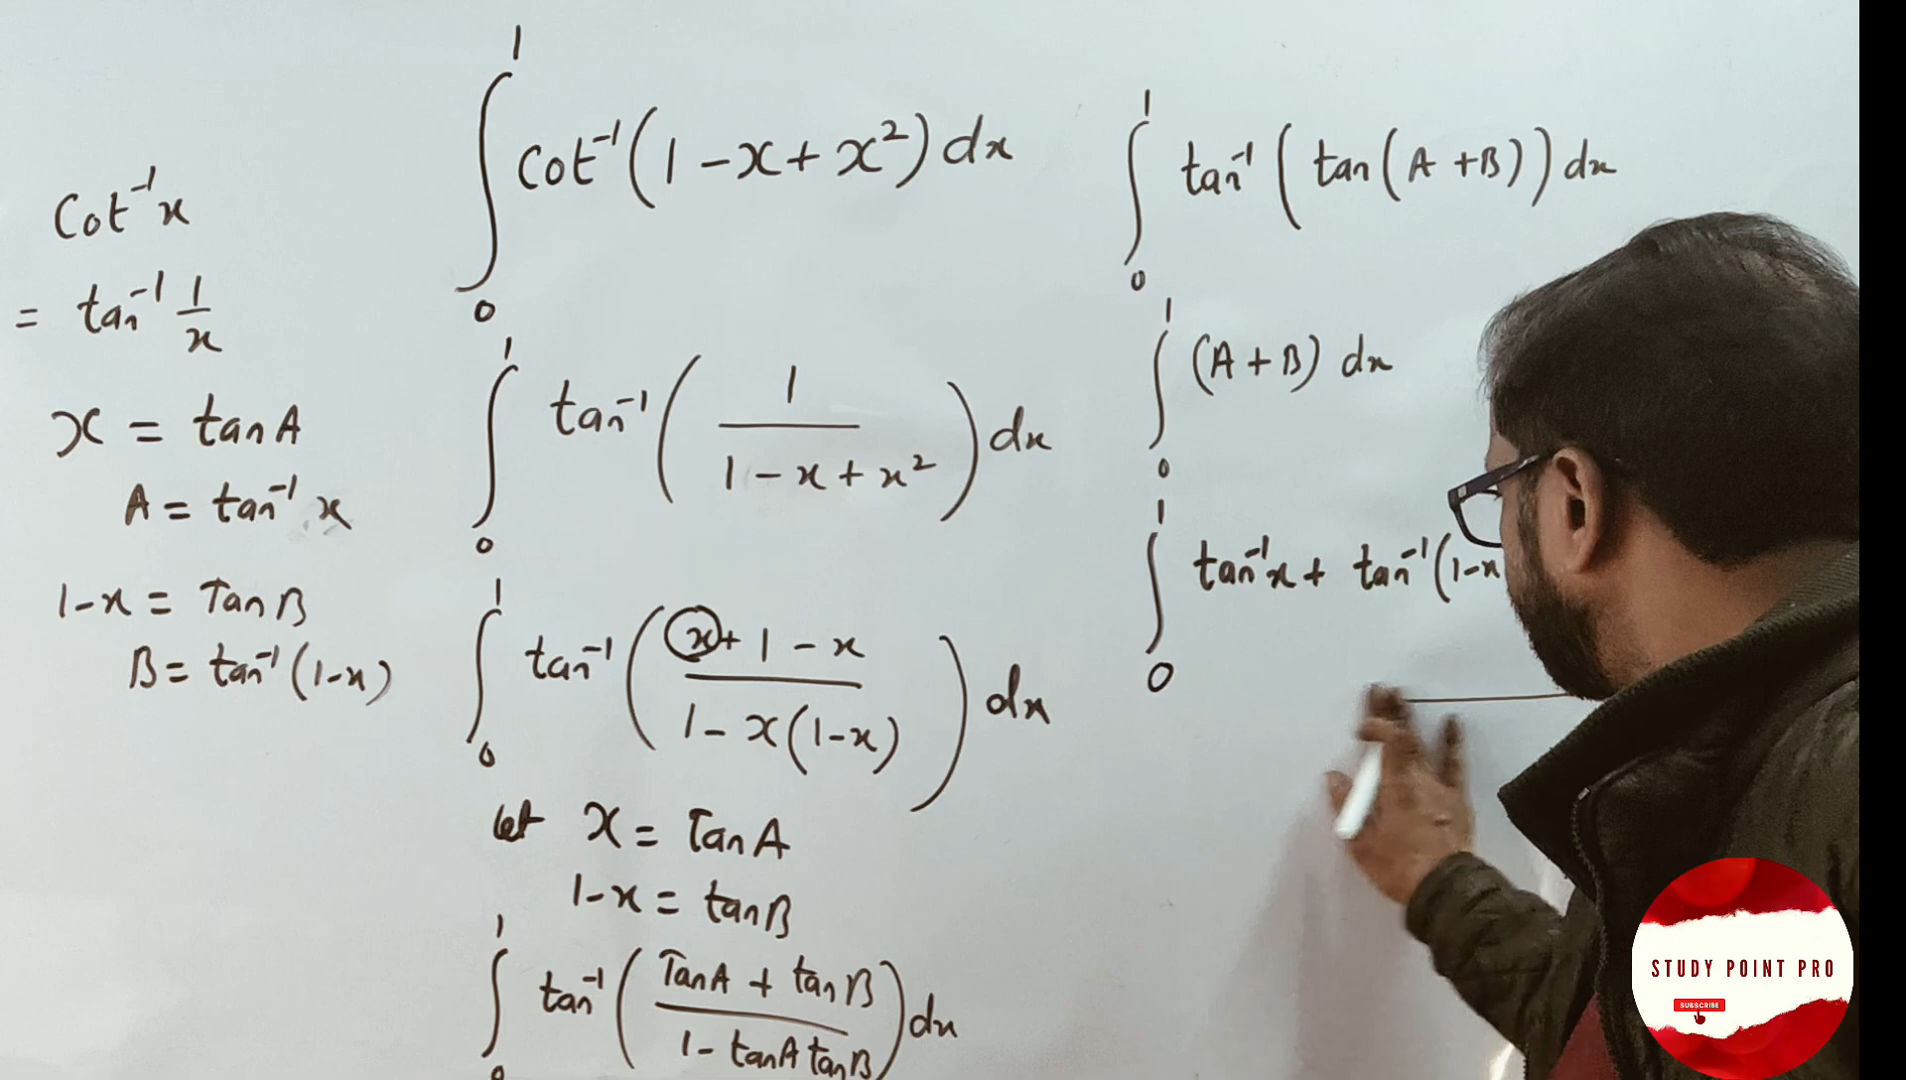 Cot⁻¹x
= tan⁻¹ 1/x
x = tanA
A = tan⁻¹ x
1-x = TanB
B = tan⁻¹(1-x)
∫₀¹ Cot⁻¹(1-x+x²)dx
∫₀¹ tan⁻¹(1/(1-x+x²))dx
∫₀¹ tan⁻¹((x+1-x)/(1-x(1-x)))dx
let x = TanA
1-x = tanB
∫₀¹ tan⁻¹((TanA + tanB)/(1-tanA tanB))dx
∫₀¹ tan⁻¹(tan(A+B))dx
∫₀¹ (A+B) dx
∫₀¹ tan⁻¹x + tan⁻¹(1-x
STUDY POINT PRO
SUBSCRIBE